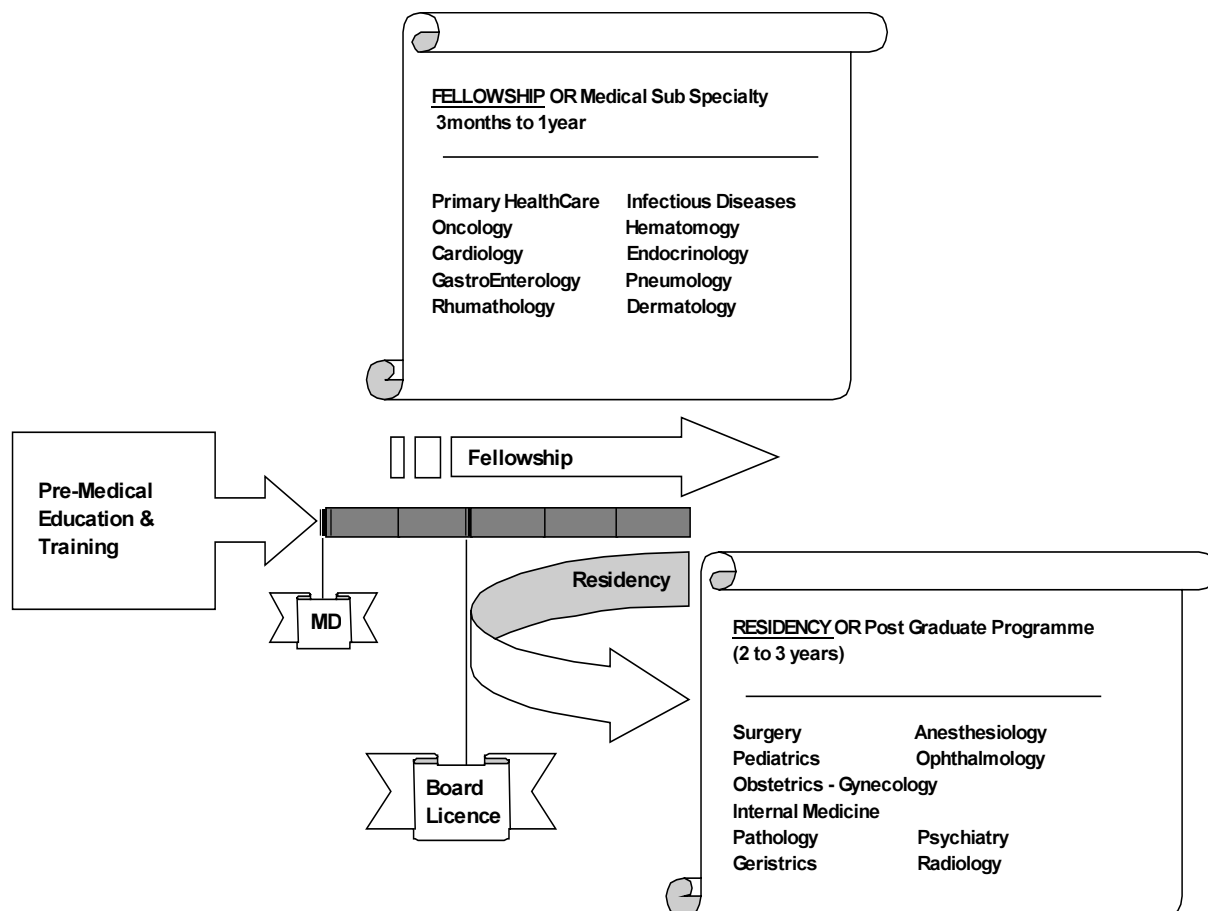 FELLOWSHIP OR Medical Sub Specialty
3months to 1year
Primary HealthCare Infectious Diseases
Oncology Hematomogy
Cardiology Endocrinology
GastroEnterology Pneumology
Rhumathology Dermatology
Fellowship
Pre-Medical
Education &
Training
Residency
MD
RESIDENCY OR Post Graduate Programme
(2 to 3 years)
Surgery Anesthesiology
Pediatrics Ophthalmology
Obstetrics - Gynecology
Internal Medicine
Pathology Psychiatry
Geristrics Radiology
Board
Licence